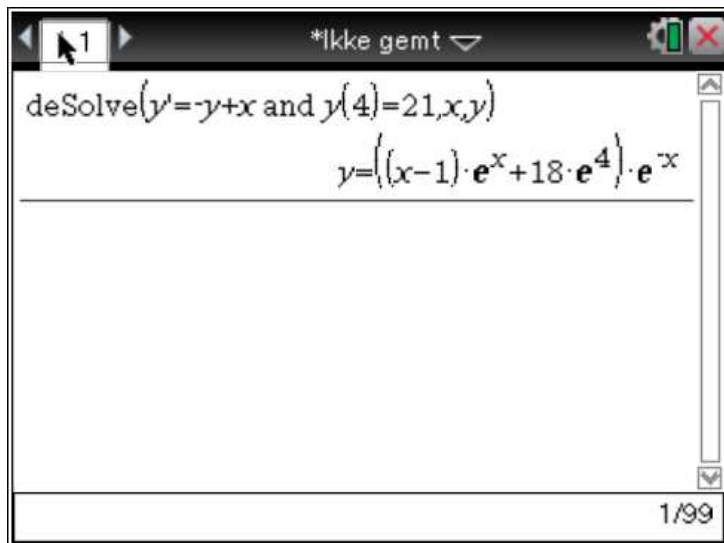 1 *Ikke gemt
deSolve(y'=-y+x and y(4)=21,x,y)
y=((x-1)·e^x+18·e^4)·e^-x
1/99